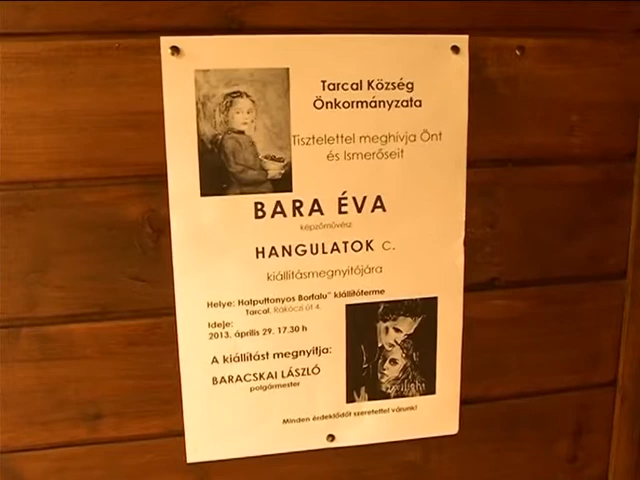 Tarcal Község
Önkormányzata
Tisztelettel meghívja Önt
és Ismerőseit
BARA ÉVA
képzőművész
HANGULATOK C.
kiállításmegnyitójára
Helye: Hatputtonyos Borfalu" kiállítóterme
Tarcal, Rákóczi út 4.
Ideje:
2013. április 29. 17.30 h
A kiállítást megnyitja:
BARACSKAI LÁSZLÓ
polgármester
twilight
Minden érdeklődőt szeretettel várunk!